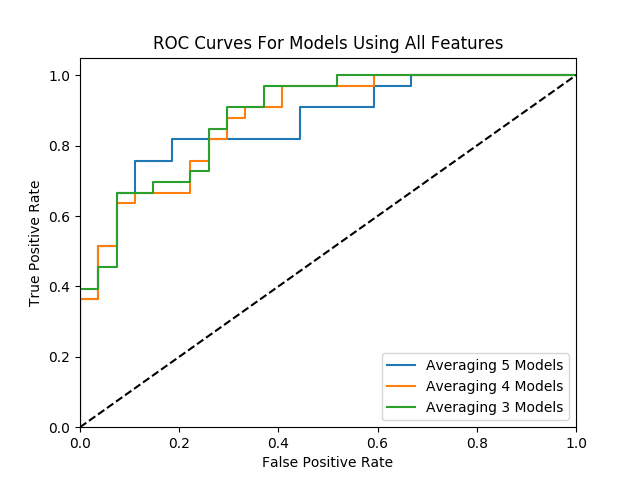 ROC Curves For Models Using All Features
True Positive Rate
1.0
0.8
0.6
0.4
0.2
0.0
0.0 0.2 0.4 0.6 0.8 1.0
False Positive Rate
Averaging 5 Models
Averaging 4 Models
Averaging 3 Models